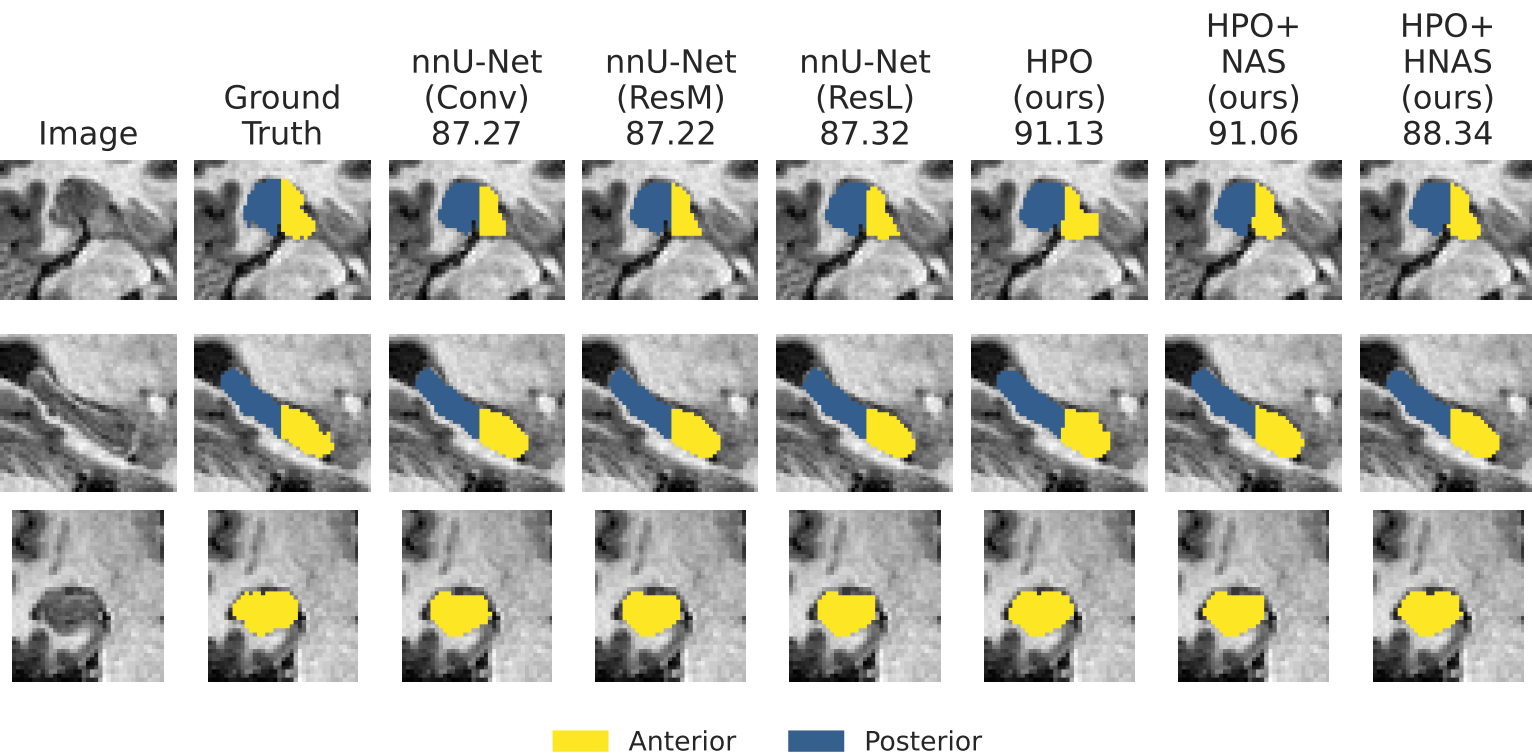 Image
Ground
Truth
nnU-Net
(Conv)
87.27
nnU-Net
(ResM)
87.22
nnU-Net
(ResL)
87.32
HPO
(ours)
91.13
HPO+
NAS
(ours)
91.06
HPO+
HNAS
(ours)
88.34
Anterior
Posterior